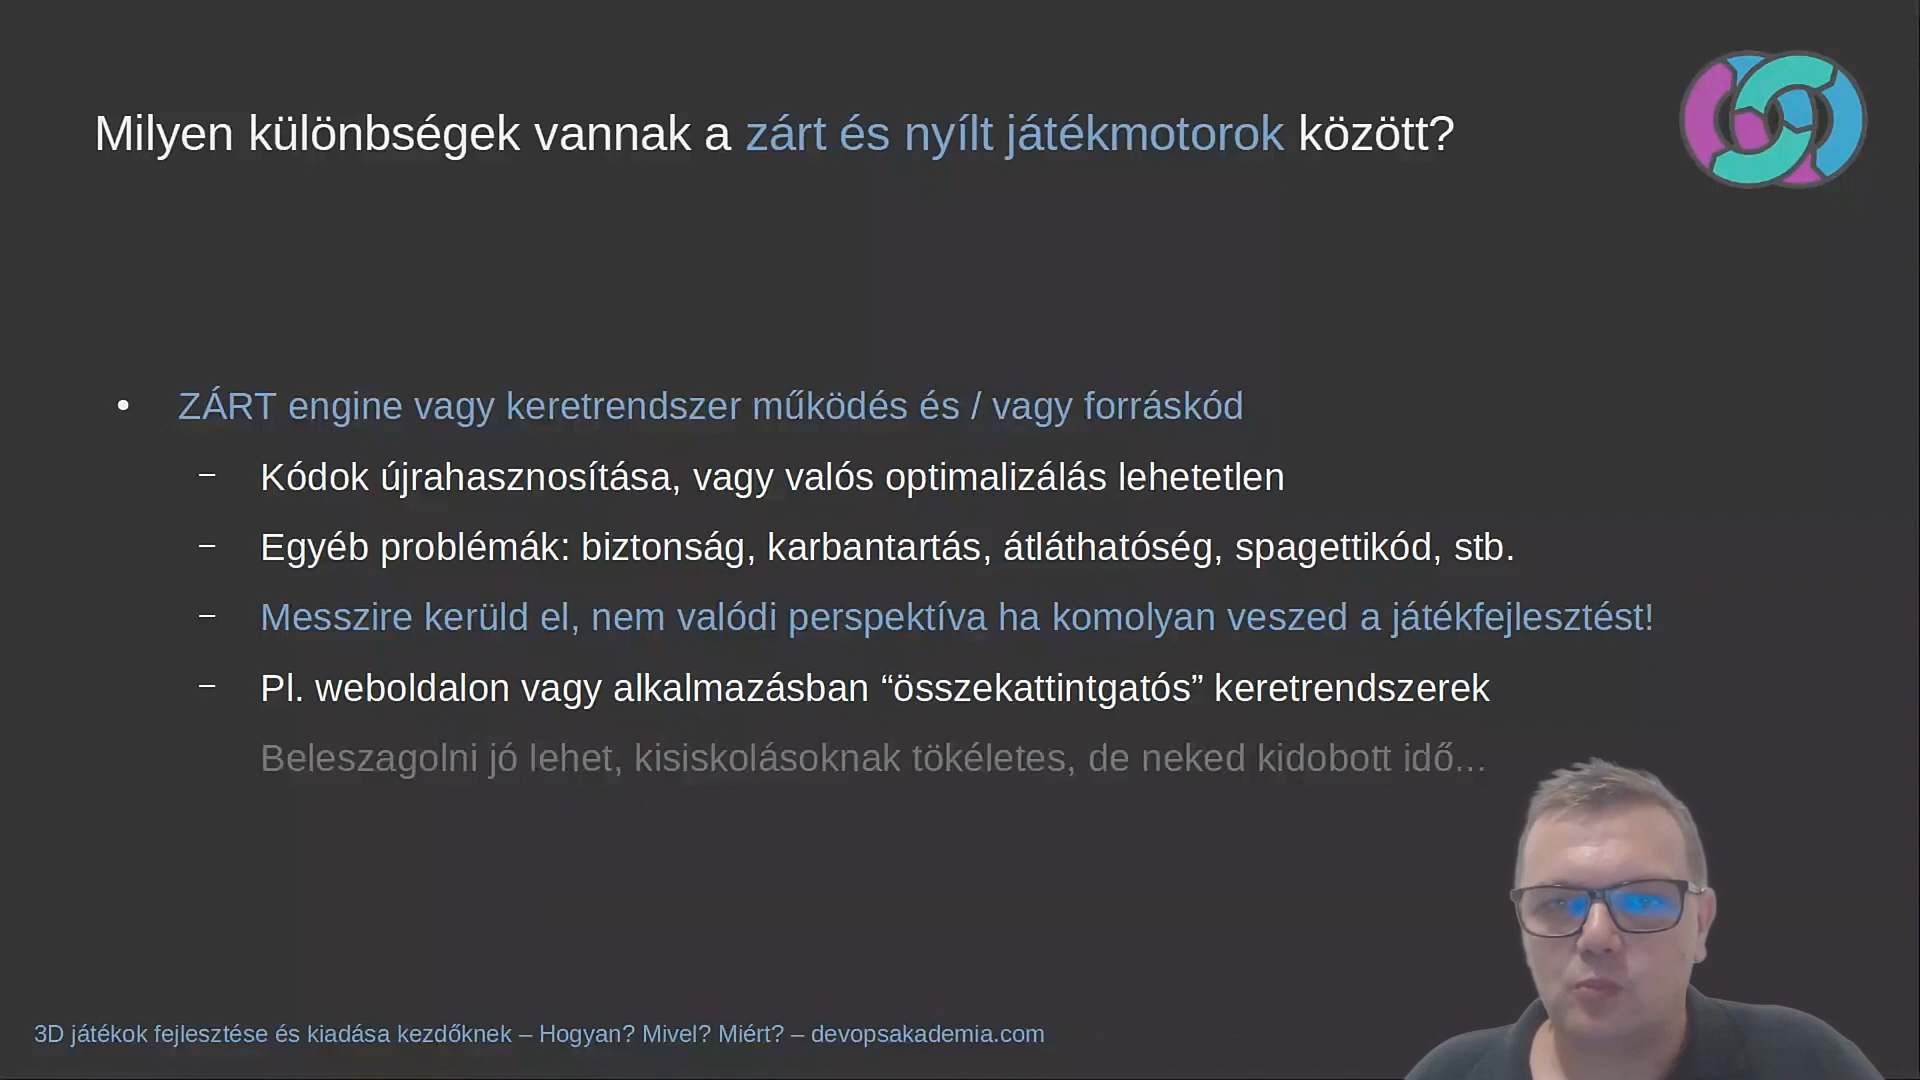 Milyen különbségek vannak a zárt és nyílt játékmotorok között?
• ZÁRT engine vagy keretrendszer működés és / vagy forráskód
– Kódok újrahasznosítása, vagy valós optimalizálás lehetetlen
– Egyéb problémák: biztonság, karbantartás, átláthatóség, spagettikód, stb.
– Messzire kerüld el, nem valódi perspektíva ha komolyan veszed a játékfejlesztést!
– Pl. weboldalon vagy alkalmazásban “összekattintgatós” keretrendszerek
Beleszagolni jó lehet, kisiskolásoknak tökéletes, de neked kidobott idő...
3D játékok fejlesztése és kiadása kezdőknek – Hogyan? Mivel? Miért? – devopsakademia.com